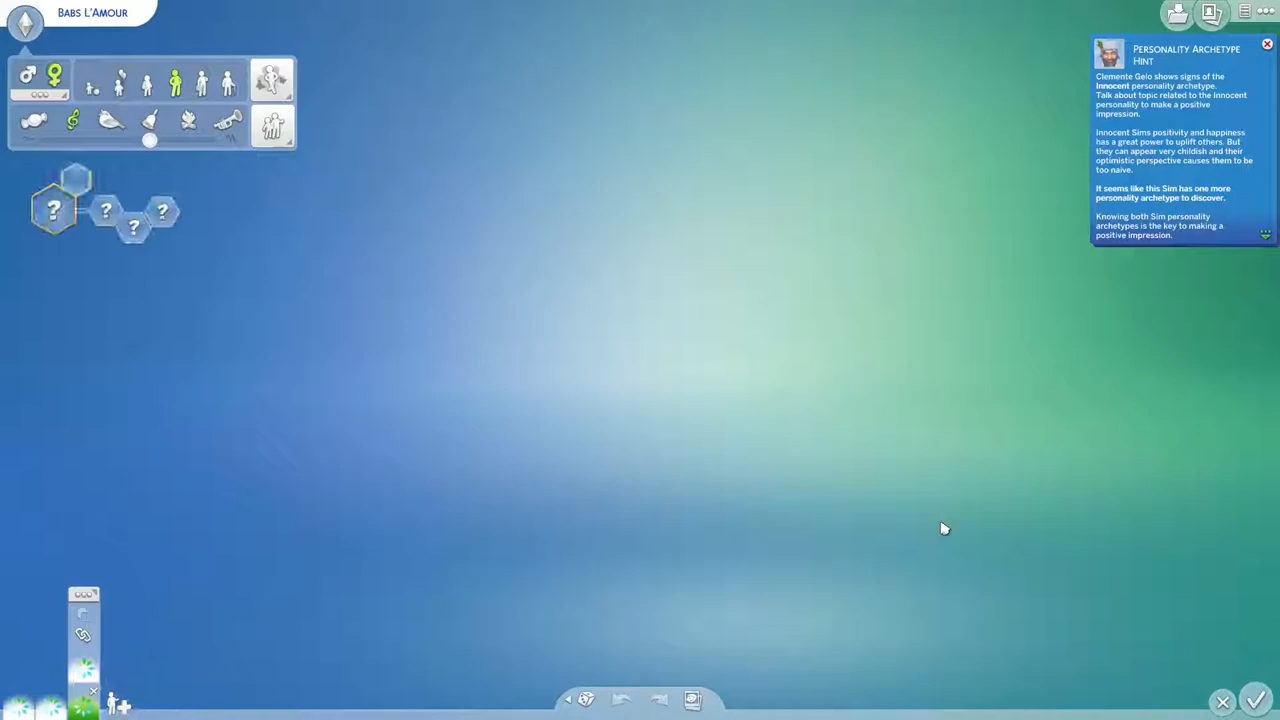 Babs L'Amour
Personality Archetype
Hint
Clemente Gelo shows signs of the
Innocent personality archetype.
Talk about topic related to the Innocent
personality to make a positive
impression.
Innocent Sims positivity and happiness
has a great power to uplift others. But
they can appear very childish and their
optimistic perspective causes them to be
too naive.
It seems like this Sim has one more
personality archetype to discover.
Knowing both Sim personality
archetypes is the key to making a
positive impression.
?
?
?
?